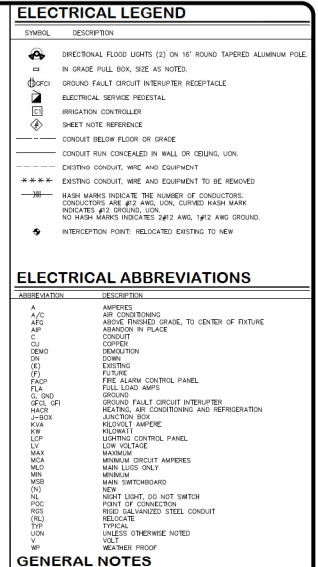 ELECTRICAL LEGEND
SYMBOL DESCRIPTION
DIRECTIONAL FLOOD LIGHTS (2) ON 16' ROUND TAPERED ALUMINUM POLE.
IN GRADE PULL BOX, SIZE AS NOTED.
GFCI GROUND FAULT CIRCUIT INTERUPTER RECEPTACLE
ELECTRICAL SERVICE PEDESTAL
C1 IRRIGATION CONTROLLER
# SHEET NOTE REFERENCE
CONDUIT BELOW FLOOR OR GRADE
CONDUIT RUN CONCEALED IN WALL OR CEILING, UON.
EXISTING CONDUIT, WIRE AND EQUIPMENT
EXISTING CONDUIT, WIRE AND EQUIPMENT TO BE REMOVED
HASH MARKS INDICATE THE NUMBER OF CONDUCTORS.
CONDUCTORS ARE #12 AWG, UON, CURVED HASH MARK
INDICATES #12 GROUND, UON.
NO HASH MARKS INDICATES 2#12 AWG, 1#12 AWG GROUND.
INTERCEPTION POINT: RELOCATED EXISTING TO NEW
ELECTRICAL ABBREVIATIONS
ABBREVIATION DESCRIPTION
A AMPERES
A/C AIR CONDITIONING
AFG ABOVE FINISHED GRADE, TO CENTER OF FIXTURE
AIP ABANDON IN PLACE
C CONDUIT
CU COPPER
DEMO DEMOLITION
DN DOWN
(E) EXISTING
(F) FUTURE
FACP FIRE ALARM CONTROL PANEL
FLA FULL LOAD AMPS
G, GND GROUND
GFCI, GFI GROUND FAULT CIRCUIT INTERUPTER
HACR HEATING, AIR CONDITIONING AND REFRIGERATION
J-BOX JUNCTION BOX
KVA KILOVOLT AMPERE
KW KILOWATT
LCP LIGHTING CONTROL PANEL
LV LOW VOLTAGE
MAX MAXIMUM
MCA MINIMUM CIRCUIT AMPERES
MLO MAIN LUGS ONLY
MIN MINIMUM
MSB MAIN SWITCHBOARD
(N) NEW
NL NIGHT LIGHT, DO NOT SWITCH
POC POINT OF CONNECTION
RGS RIGID GALVANIZED STEEL CONDUIT
(RL) RELOCATE
TYP TYPICAL
UON UNLESS OTHERWISE NOTED
V VOLT
WP WEATHER PROOF
GENERAL NOTES